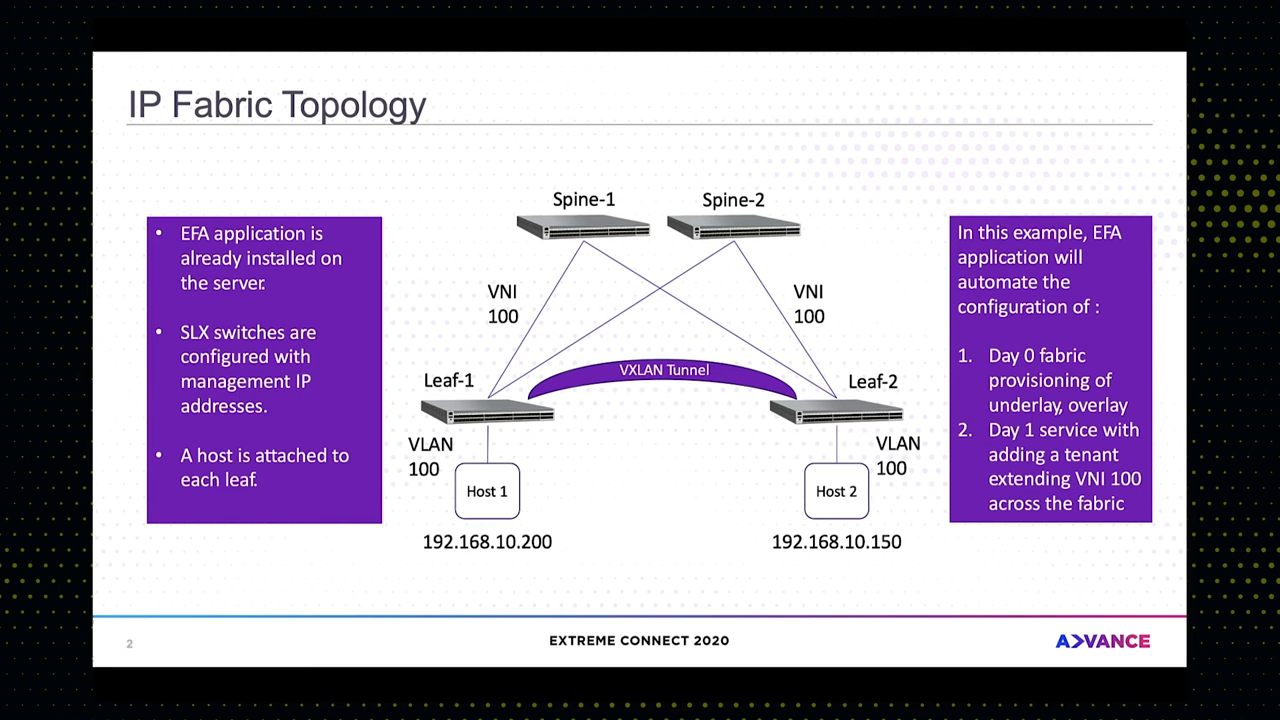 IP Fabric Topology
• EFA application is
already installed on
the server.
• SLX switches are
configured with
management IP
addresses.
• A host is attached to
each leaf.
Spine-1
Spine-2
VNI
100
VNI
100
VXLAN Tunnel
Leaf-1
Leaf-2
VLAN
100
VLAN
100
Host 1
Host 2
192.168.10.200
192.168.10.150
In this example, EFA
application will
automate the
configuration of :
1. Day 0 fabric
provisioning of
underlay, overlay
2. Day 1 service with
adding a tenant
extending VNI 100
across the fabric
2
EXTREME CONNECT 2020
ADVANCE